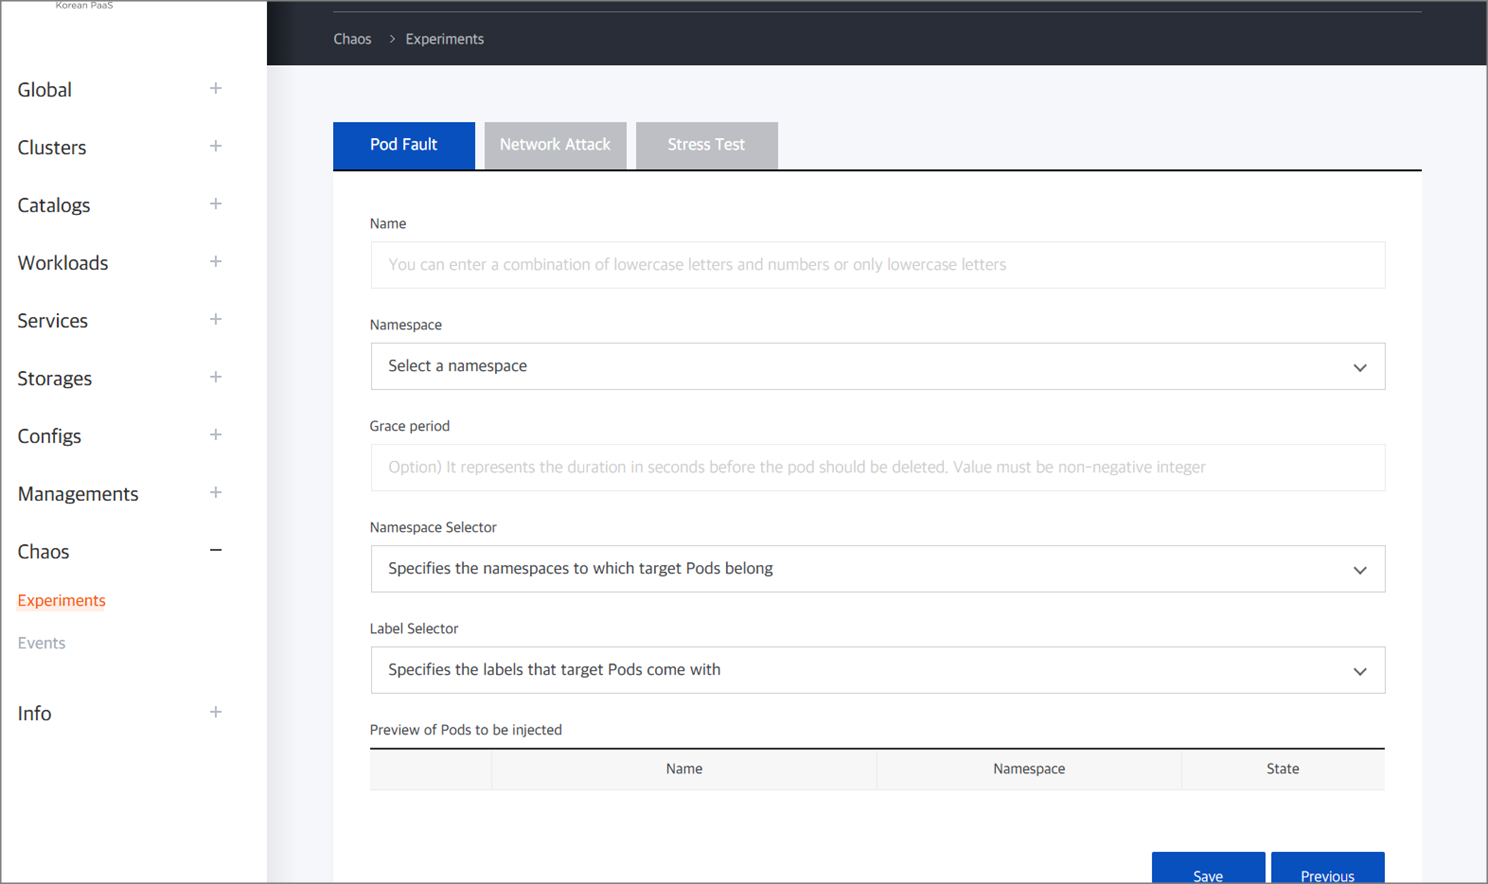 Korean PaaS
Chaos > Experiments
Global +
Clusters +
Catalogs +
Workloads +
Services +
Storages +
Configs +
Managements +
Chaos −
Experiments
Events
Info +
Pod Fault Network Attack Stress Test
Name
You can enter a combination of lowercase letters and numbers or only lowercase letters
Namespace
Select a namespace
Grace period
Option) It represents the duration in seconds before the pod should be deleted. Value must be non-negative integer
Namespace Selector
Specifies the namespaces to which target Pods belong
Label Selector
Specifies the labels that target Pods come with
Preview of Pods to be injected
Name Namespace State
Save Previous